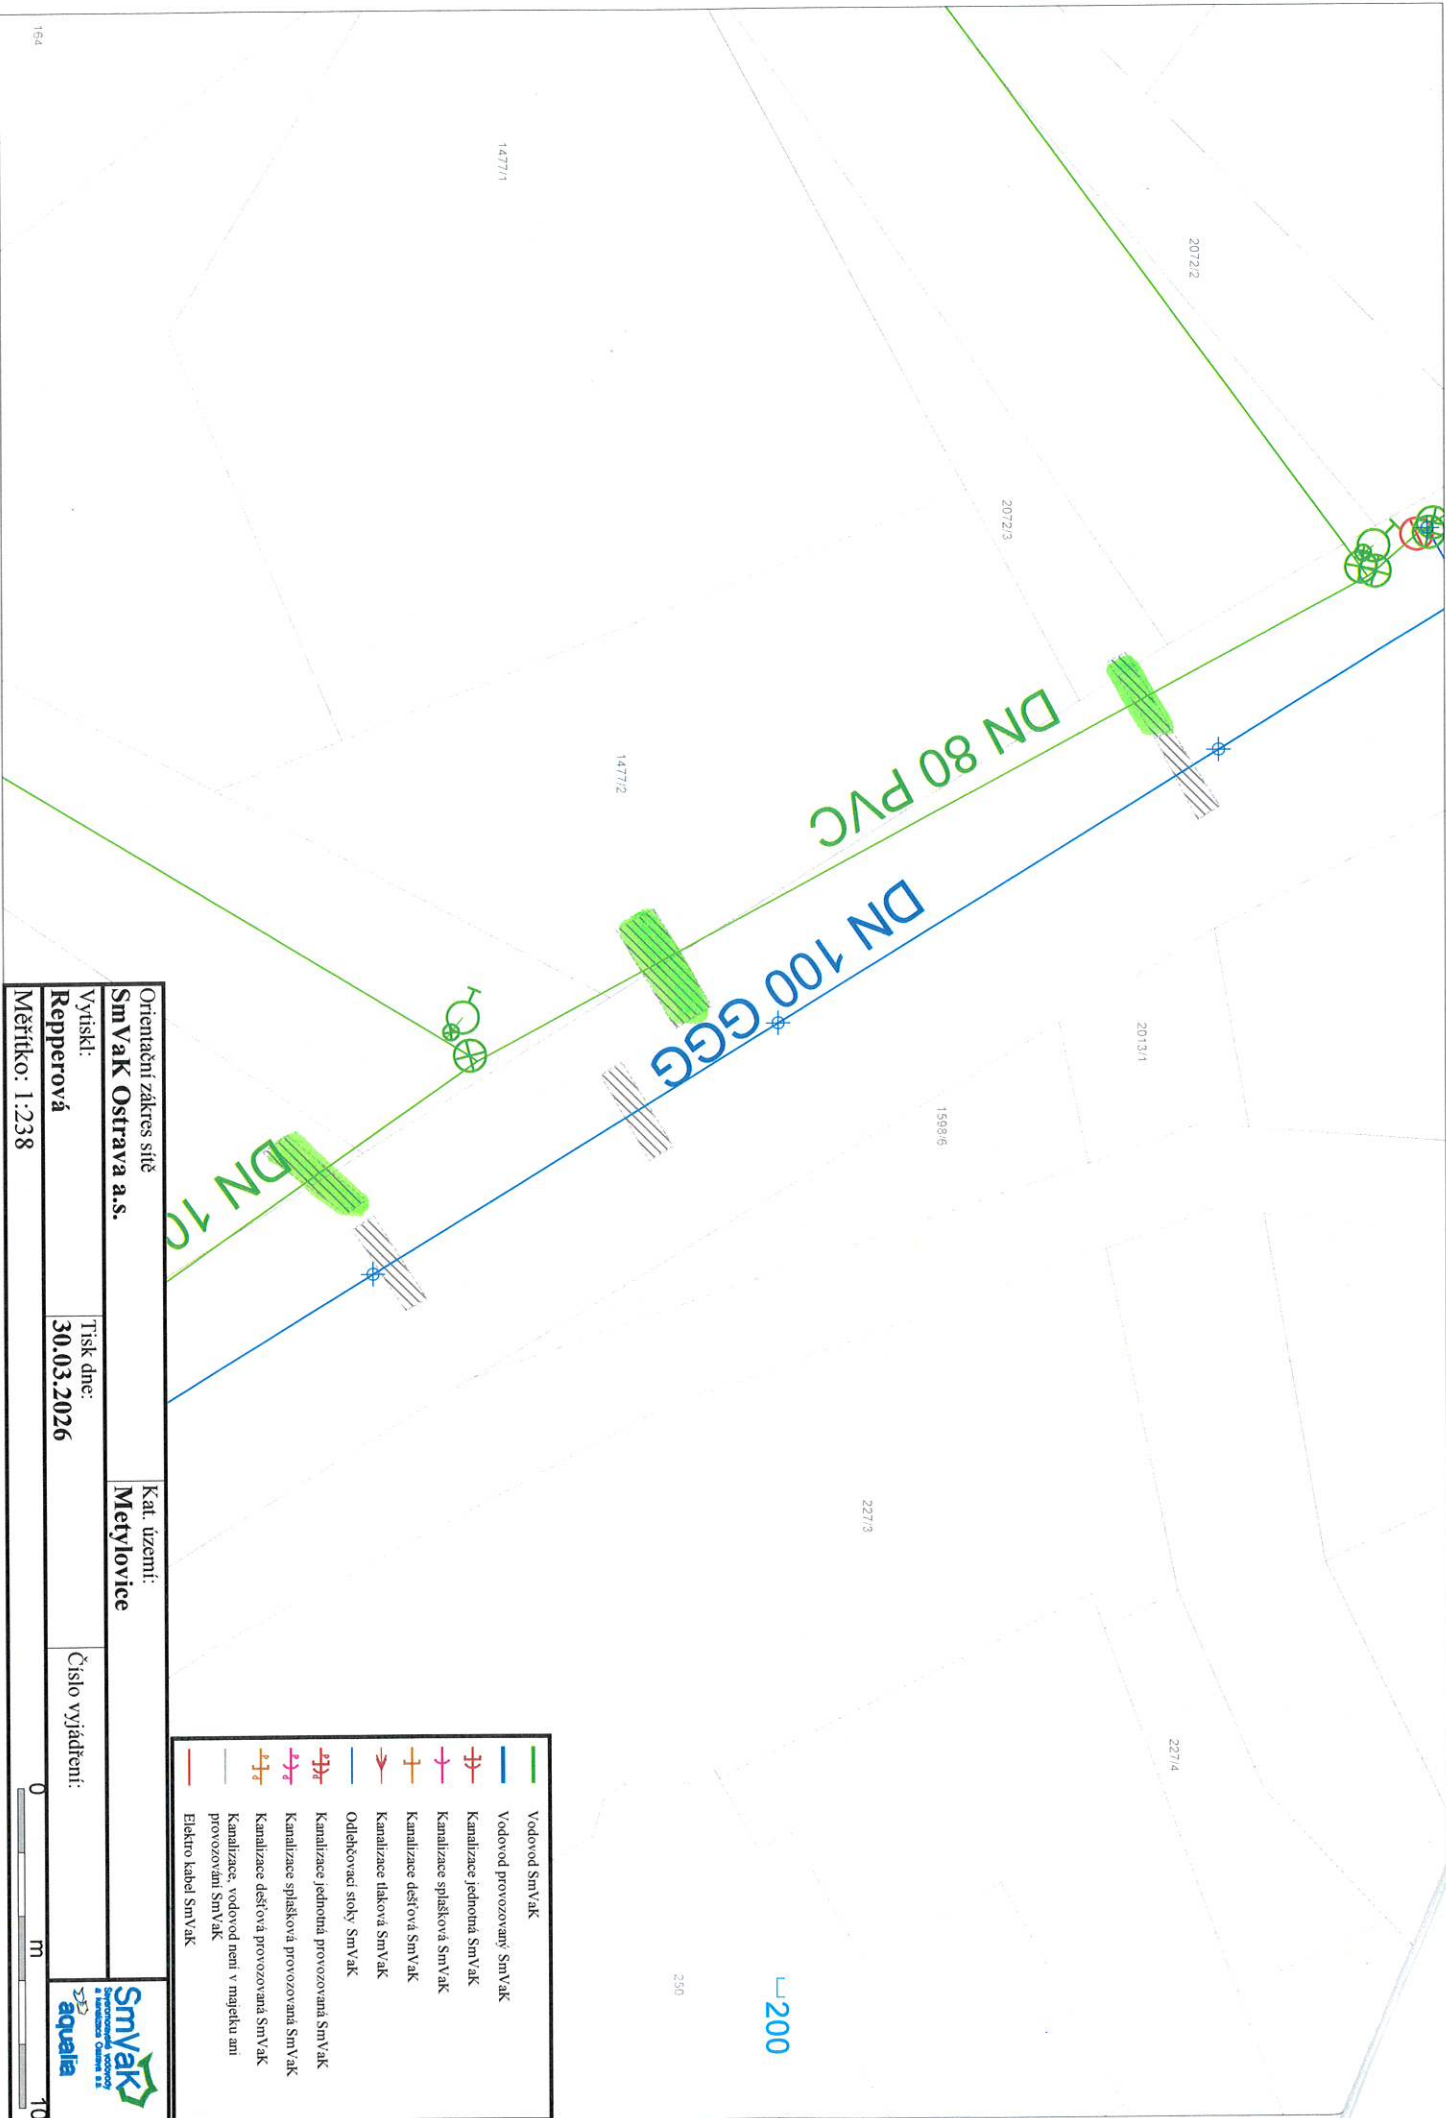 164
1477/1
2072/2
2072/3
1477/2
2013/1
1598/6
227/3
227/4
250
DN 80 PVC
DN 100 GGG
DN 10
200
Vodovod SmVaK
Vodovod provozovaný SmVaK
Kanalizace jednotná SmVaK
Kanalizace splašková SmVaK
Kanalizace dešťová SmVaK
Kanalizace tlaková SmVaK
Odlehčovací stoky SmVaK
Kanalizace jednotná provozovaná SmVaK
Kanalizace splašková provozovaná SmVaK
Kanalizace dešťová provozovaná SmVaK
Kanalizace, vodovod není v majetku ani
provozování SmVaK
Elektro kabel SmVaK
Orientační zákres sítě
SmVaK Ostrava a.s.
Kat. území:
Metylovice
Vytiskl:
Repperová
Tisk dne:
30.03.2026
Číslo vyjádření:
Měřítko: 1:238
0 m 10
SmVaK
Severomoravské vodovody
a kanalizace Ostrava a.s.
aqualia